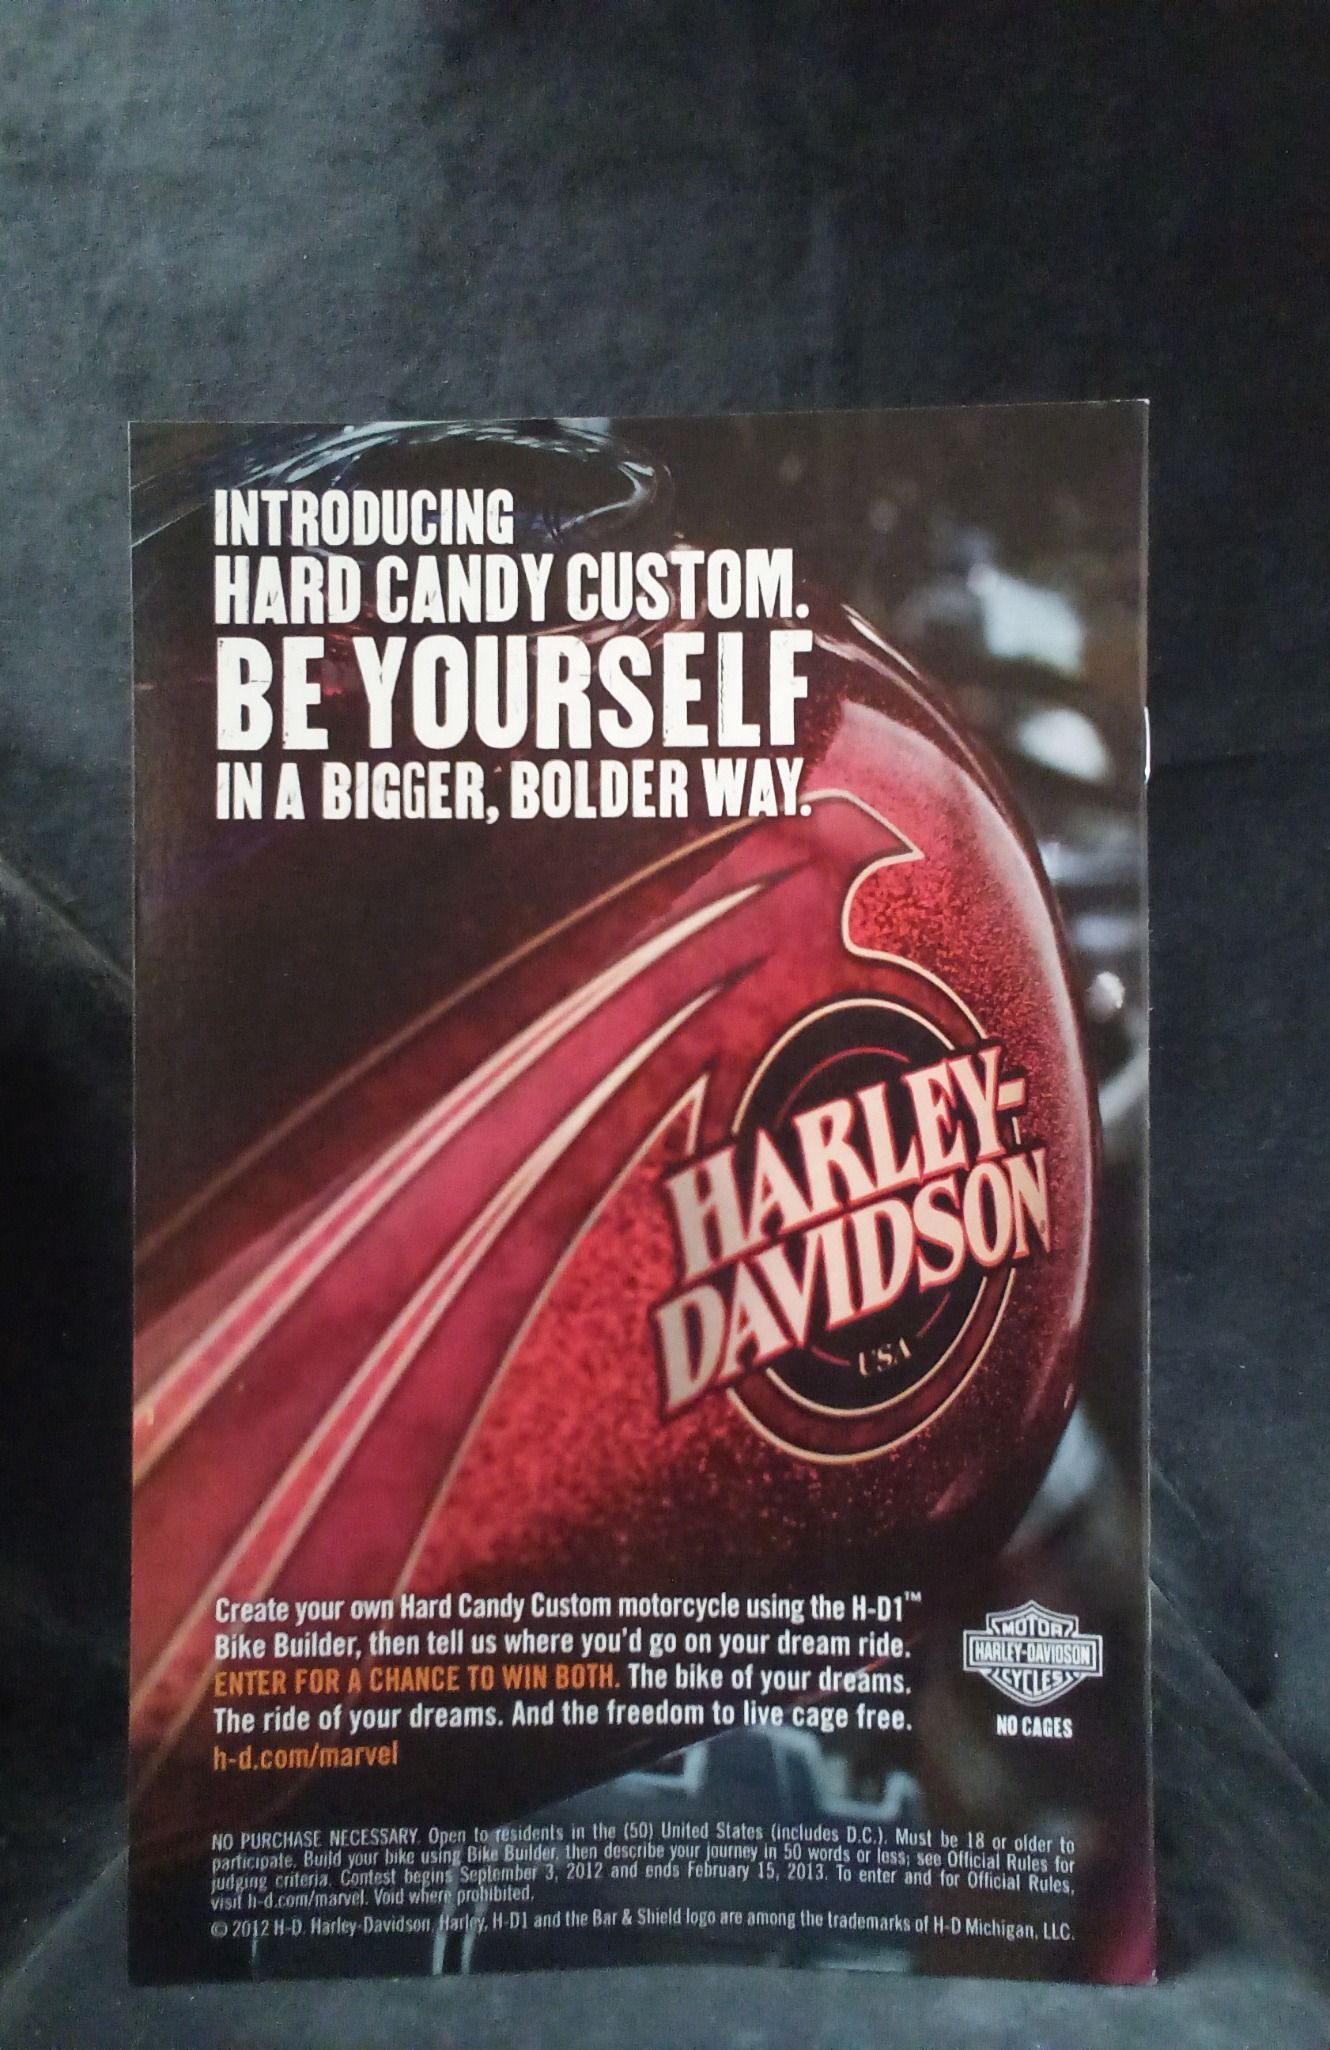 INTRODUCING
HARD CANDY CUSTOM.
BE YOURSELF
IN A BIGGER, BOLDER WAY.
HARLEY-
DAVIDSON
USA
Create your own Hard Candy Custom motorcycle using the H-D1™
Bike Builder, then tell us where you'd go on your dream ride.
ENTER FOR A CHANCE TO WIN BOTH. The bike of your dreams.
The ride of your dreams. And the freedom to live cage free.
h-d.com/marvel
MOTOR
HARLEY-DAVIDSON
CYCLES
NO CAGES
NO PURCHASE NECESSARY. Open to residents in the (50) United States (includes D.C.). Must be 18 or older to
participate. Build your bike using Bike Builder, then describe your journey in 50 words or less; see Official Rules for
judging criteria. Contest begins September 3, 2012 and ends February 15, 2013. To enter and for Official Rules,
visit h-d.com/marvel. Void where prohibited.
© 2012 H-D. Harley-Davidson, Harley, H-D1 and the Bar & Shield logo are among the trademarks of H-D Michigan, LLC.